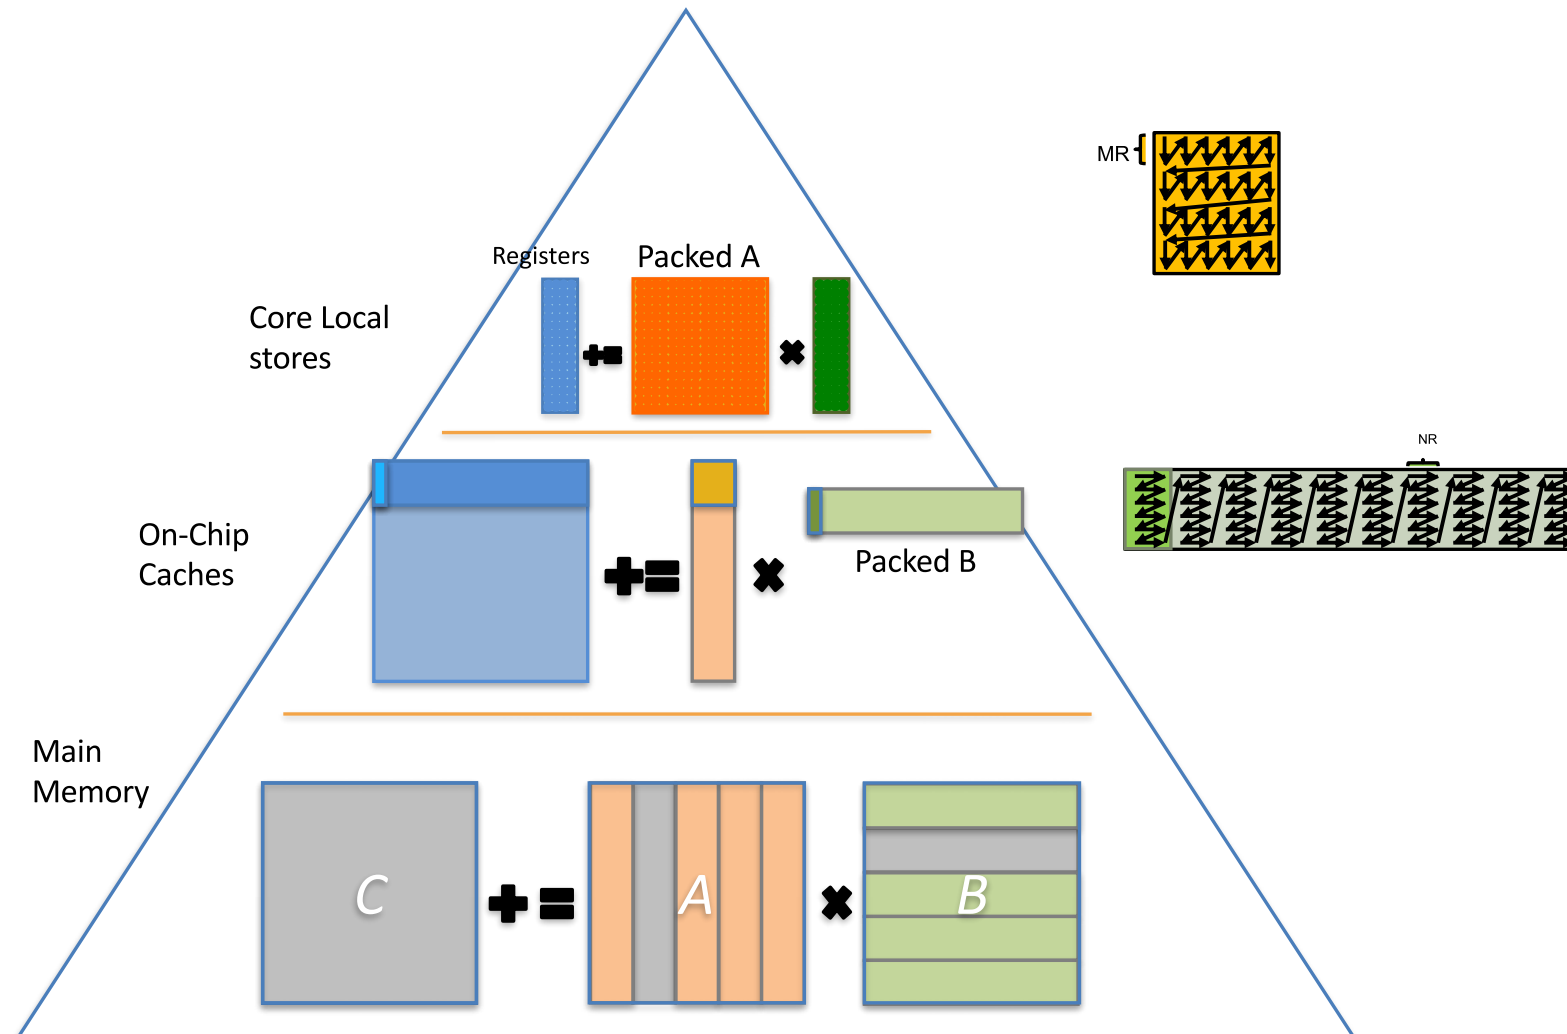 MR
Registers
Packed A
Core Local
stores
NR
On-Chip
Caches
Packed B
Main
Memory
C
A
B